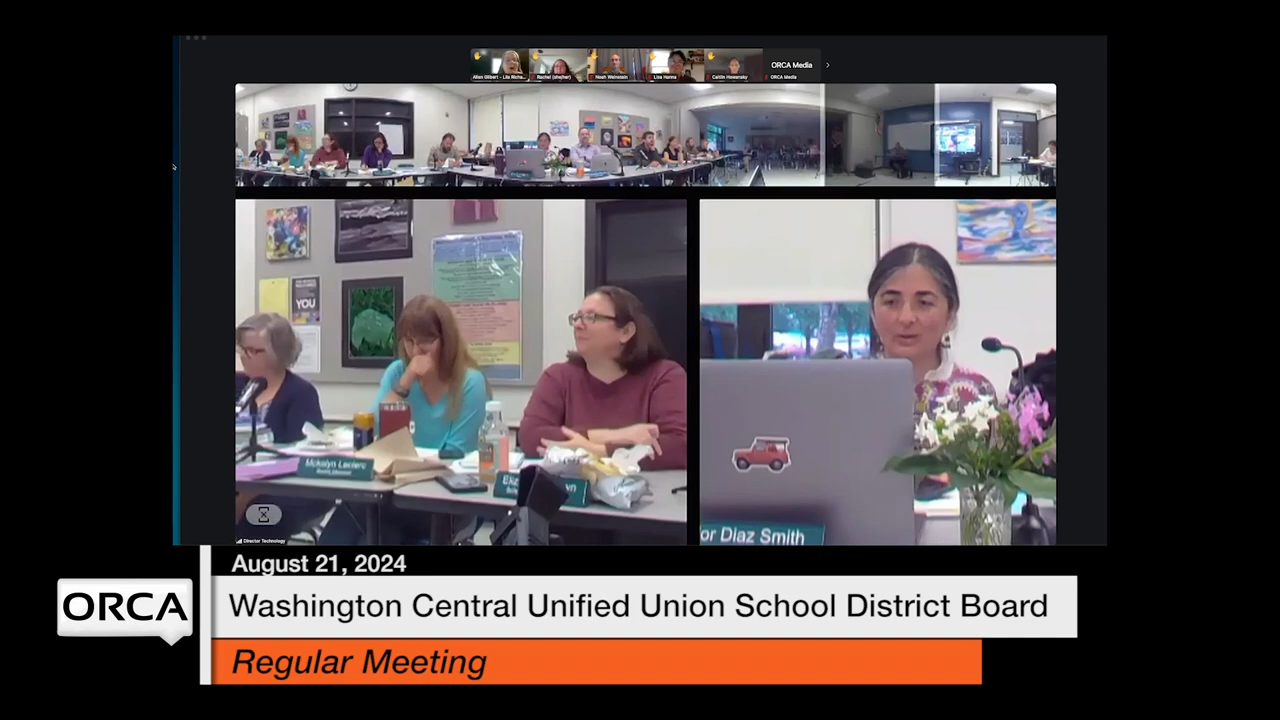 Allen Gilbert - Lila Richa...
Rachel (she/her)
Noah Weinstein
Lisa Hanna
Caitlin Howansky
ORCA Media
ORCA Media
YOU
Mckalyn Leclerc
or Diaz Smith
Director Technology
August 21, 2024
ORCA
Washington Central Unified Union School District Board
Regular Meeting